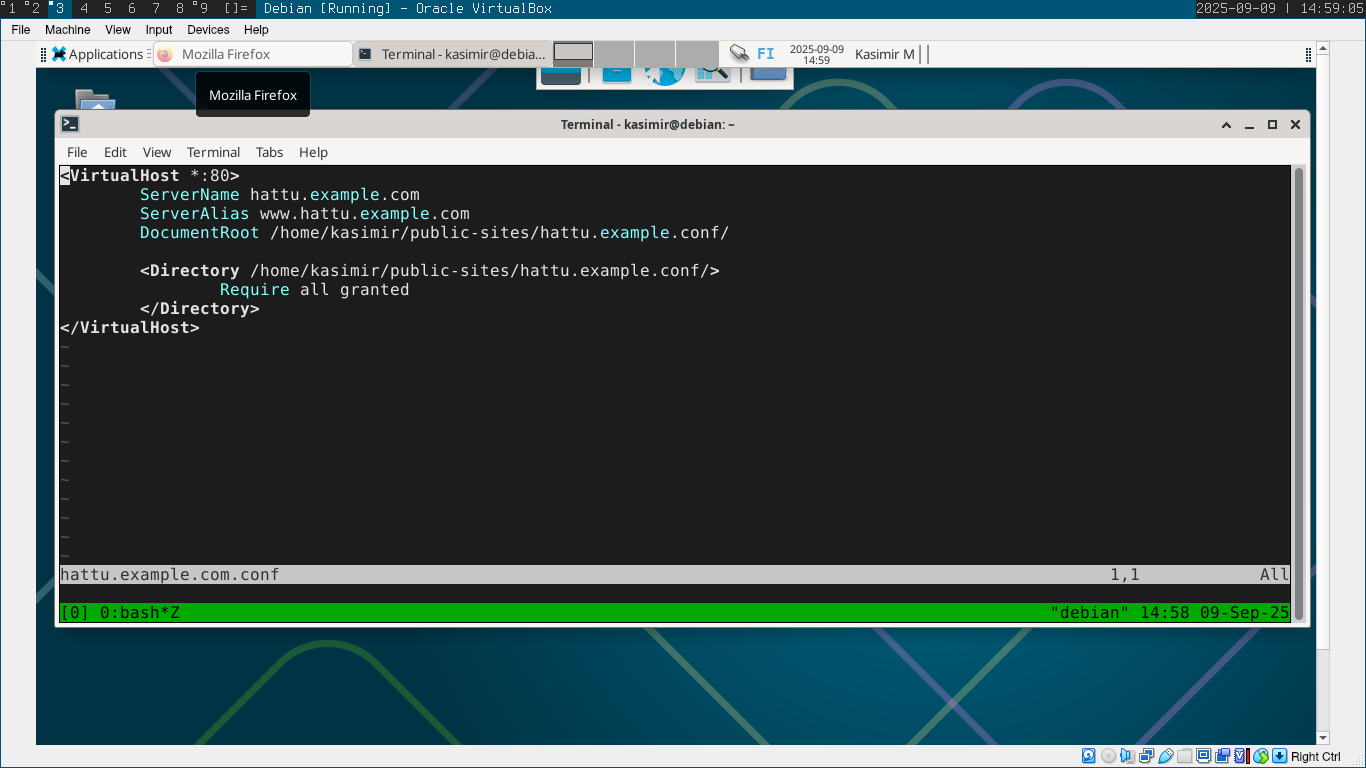 1 2 3 4 5 6 7 8 9 []= Debian [Running] - Oracle VirtualBox 2025-09-09 | 14:59:05
File Machine View Input Devices Help
Applications Mozilla Firefox Terminal - kasimir@debia... FI 2025-09-09 14:59 Kasimir M
Mozilla Firefox
Terminal - kasimir@debian: ~
File Edit View Terminal Tabs Help
<VirtualHost *:80>
ServerName hattu.example.com
ServerAlias www.hattu.example.com
DocumentRoot /home/kasimir/public-sites/hattu.example.conf/
<Directory /home/kasimir/public-sites/hattu.example.conf/>
Require all granted
</Directory>
</VirtualHost>
~
~
~
~
~
~
~
~
~
~
~
~
hattu.example.com.conf 1,1 All
[0] 0:bash*Z "debian" 14:58 09-Sep-25
Right Ctrl